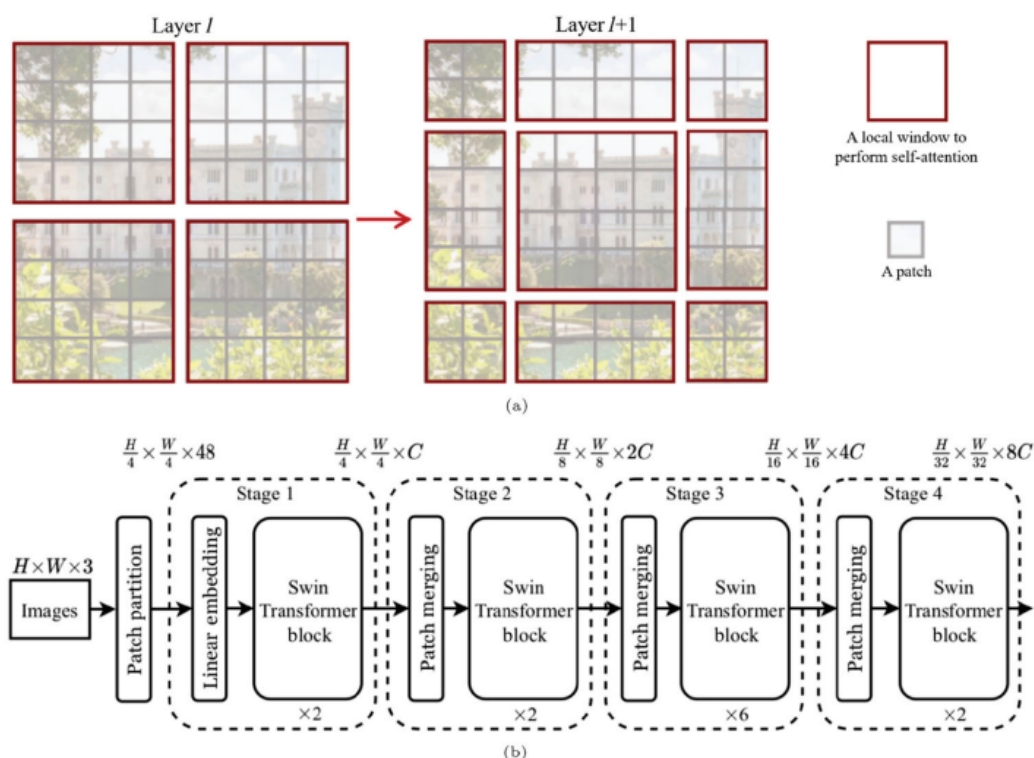 Layer l
Layer l+1
A local window to
perform self-attention
A patch
(a)
H/4 × W/4 × 48
H/4 × W/4 × C
H/8 × W/8 × 2C
H/16 × W/16 × 4C
H/32 × W/32 × 8C
Stage 1
Stage 2
Stage 3
Stage 4
H×W×3
Images
Patch partition
Linear embedding
Swin
Transformer
block
Patch merging
Swin
Transformer
block
Patch merging
Swin
Transformer
block
Patch merging
Swin
Transformer
block
×2
×2
×6
×2
(b)